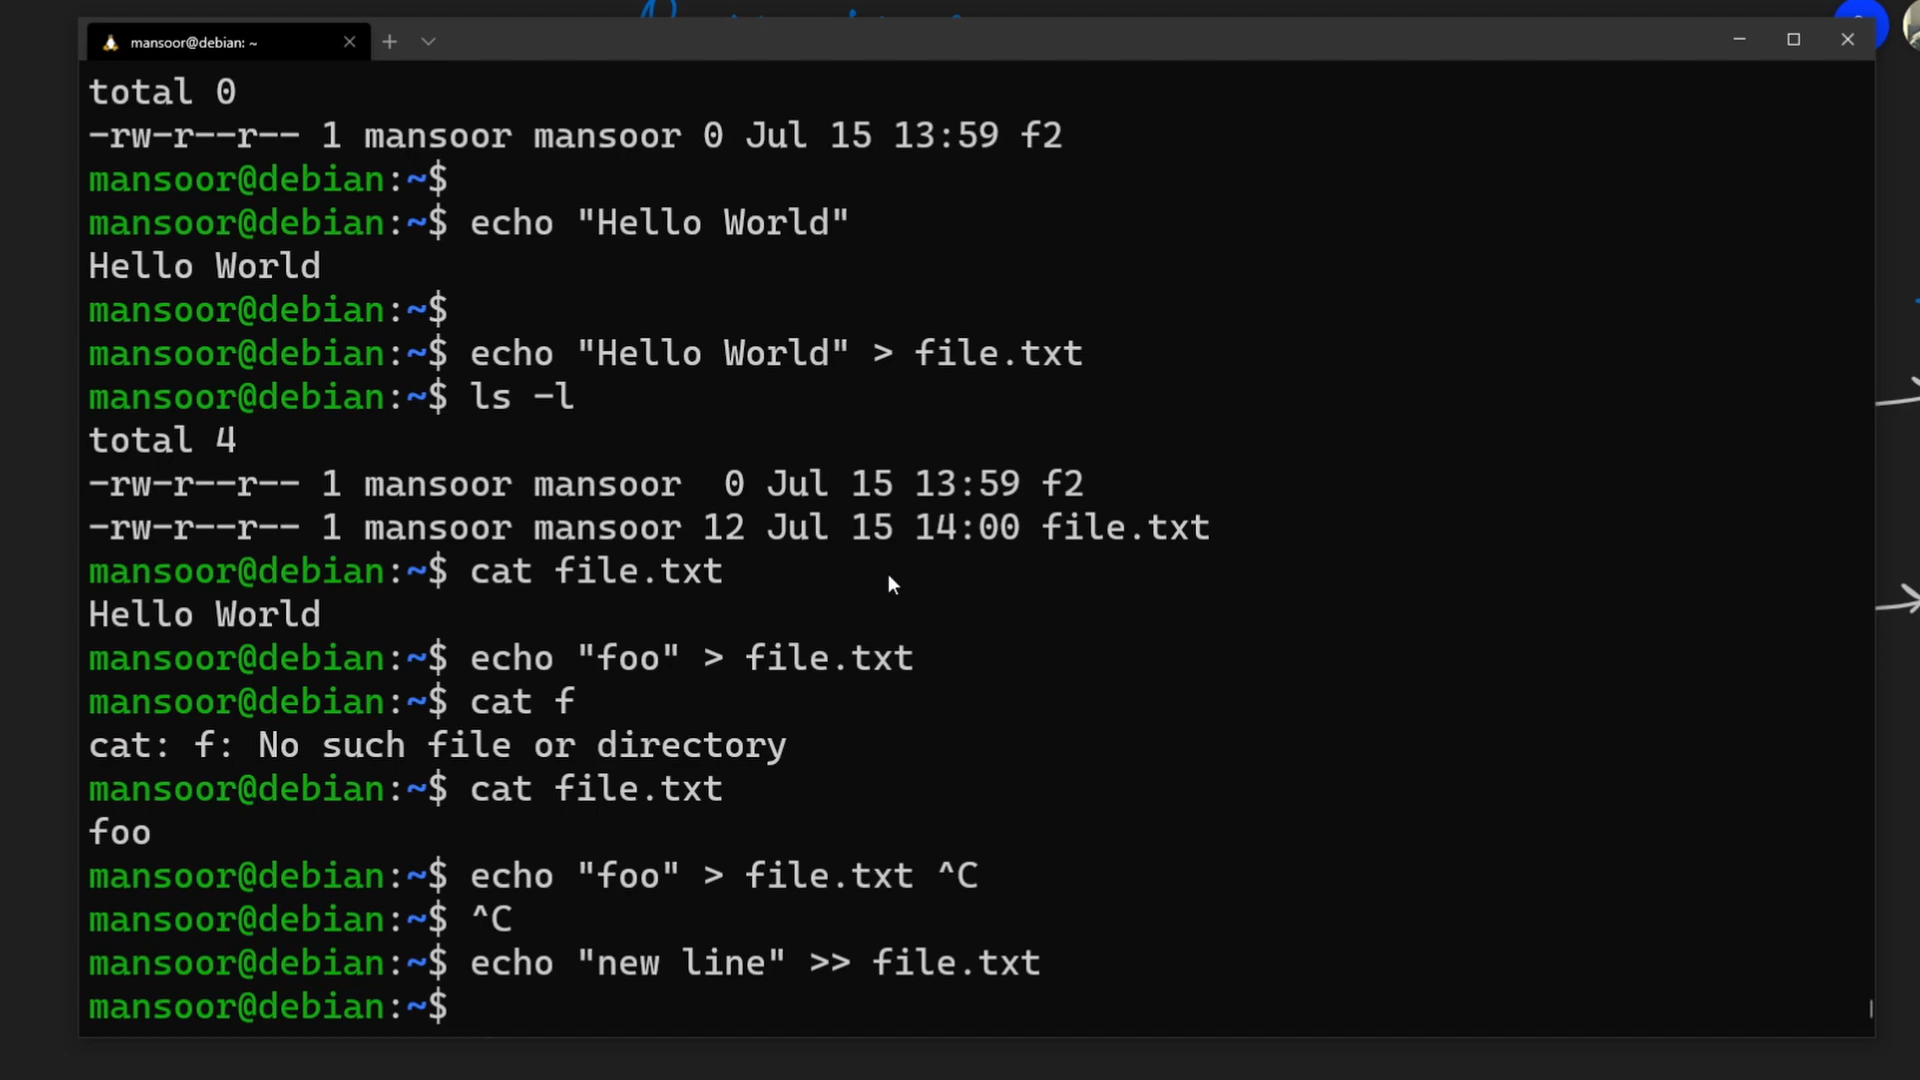 mansoor@debian: ~
total 0
-rw-r--r-- 1 mansoor mansoor 0 Jul 15 13:59 f2
mansoor@debian:~$
mansoor@debian:~$ echo "Hello World"
Hello World
mansoor@debian:~$
mansoor@debian:~$ echo "Hello World" > file.txt
mansoor@debian:~$ ls -l
total 4
-rw-r--r-- 1 mansoor mansoor  0 Jul 15 13:59 f2
-rw-r--r-- 1 mansoor mansoor 12 Jul 15 14:00 file.txt
mansoor@debian:~$ cat file.txt
Hello World
mansoor@debian:~$ echo "foo" > file.txt
mansoor@debian:~$ cat f
cat: f: No such file or directory
mansoor@debian:~$ cat file.txt
foo
mansoor@debian:~$ echo "foo" > file.txt ^C
mansoor@debian:~$ ^C
mansoor@debian:~$ echo "new line" >> file.txt
mansoor@debian:~$